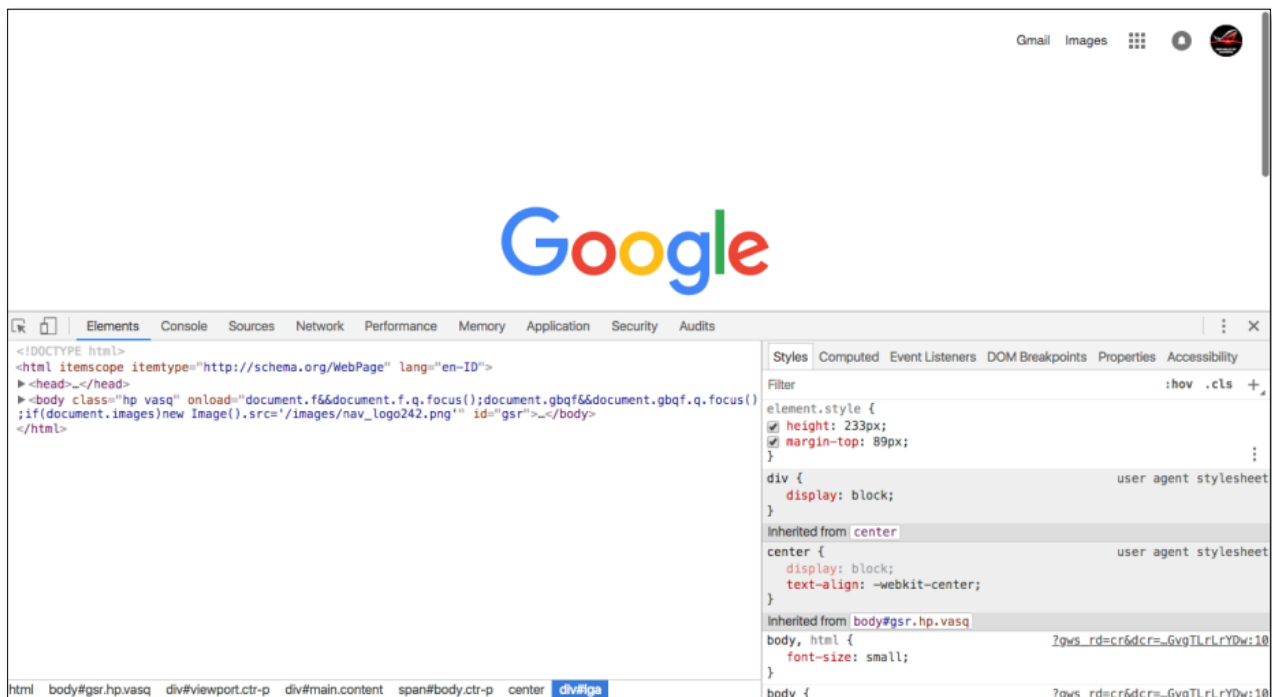 Gmail Images
Google
Elements Console Sources Network Performance Memory Application Security Audits
<!DOCTYPE html>
<html itemscope itemtype="http://schema.org/WebPage" lang="en-ID">
▶<head>…</head>
▶<body class="hp vasq" onload="document.f&&document.f.q.focus();document.gbqf&&document.gbqf.q.focus()
;if(document.images)new Image().src='/images/nav_logo242.png'" id="gsr">…</body>
</html>
html body#gsr.hp.vasq div#viewport.ctr-p div#main.content span#body.ctr-p center div#lga
Styles Computed Event Listeners DOM Breakpoints Properties Accessibility
Filter :hov .cls +
element.style {
height: 233px;
margin-top: 89px;
}
div { user agent stylesheet
display: block;
}
Inherited from center
center { user agent stylesheet
display: block;
text-align: -webkit-center;
}
Inherited from body#gsr.hp.vasq
body, html { ?gws_rd=cr&dcr=…GvgTLrLrYDw:10
font-size: small;
}
body { ?gws_rd=cr&dcr=…GvgTLrLrYDw:10